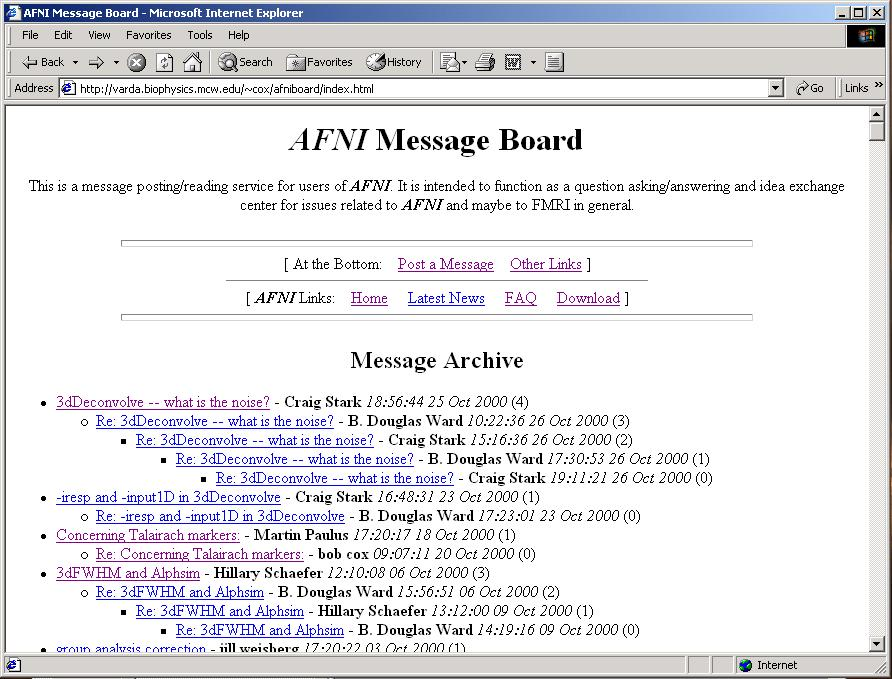 AFNI Message Board - Microsoft Internet Explorer
File Edit View Favorites Tools Help
Back Search Favorites History
Address http://varda.biophysics.mcw.edu/~cox/afniboard/index.html Go Links »
AFNI Message Board
This is a message posting/reading service for users of AFNI. It is intended to function as a question asking/answering and idea exchange
center for issues related to AFNI and maybe to FMRI in general.
[ At the Bottom: Post a Message Other Links ]
[ AFNI Links: Home Latest News FAQ Download ]
Message Archive
• 3dDeconvolve -- what is the noise? - Craig Stark 18:56:44 25 Oct 2000 (4)
○ Re: 3dDeconvolve -- what is the noise? - B. Douglas Ward 10:22:36 26 Oct 2000 (3)
▪ Re: 3dDeconvolve -- what is the noise? - Craig Stark 15:16:36 26 Oct 2000 (2)
▪ Re: 3dDeconvolve -- what is the noise? - B. Douglas Ward 17:30:53 26 Oct 2000 (1)
▪ Re: 3dDeconvolve -- what is the noise? - Craig Stark 19:11:21 26 Oct 2000 (0)
• -iresp and -input1D in 3dDeconvolve - Craig Stark 16:48:31 23 Oct 2000 (1)
○ Re: -iresp and -input1D in 3dDeconvolve - B. Douglas Ward 17:23:01 23 Oct 2000 (0)
• Concerning Talairach markers: - Martin Paulus 17:20:17 18 Oct 2000 (1)
○ Re: Concerning Talairach markers: - bob cox 09:07:11 20 Oct 2000 (0)
• 3dFWHM and Alphsim - Hillary Schaefer 12:10:08 06 Oct 2000 (3)
○ Re: 3dFWHM and Alphsim - B. Douglas Ward 15:56:51 06 Oct 2000 (2)
▪ Re: 3dFWHM and Alphsim - Hillary Schaefer 13:12:00 09 Oct 2000 (1)
▪ Re: 3dFWHM and Alphsim - B. Douglas Ward 14:19:16 09 Oct 2000 (0)
• group analysis correction - jill weisberg 17:20:22 03 Oct 2000 (1)
Internet